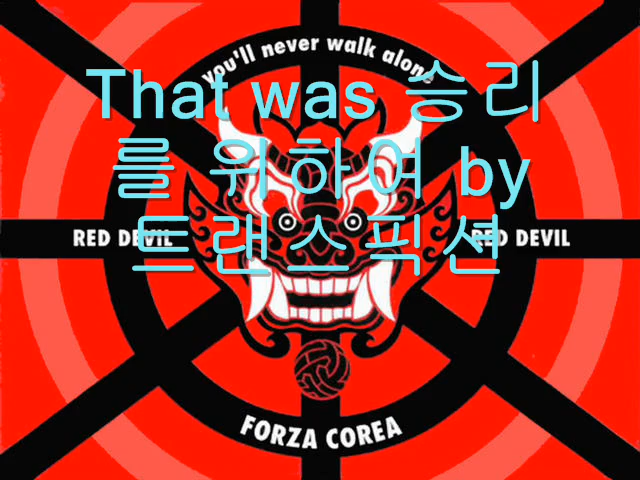 you'll never walk alone
That was 승리
를 위하여 by
트랜스픽션
RED DEVIL
RED DEVIL
FORZA COREA